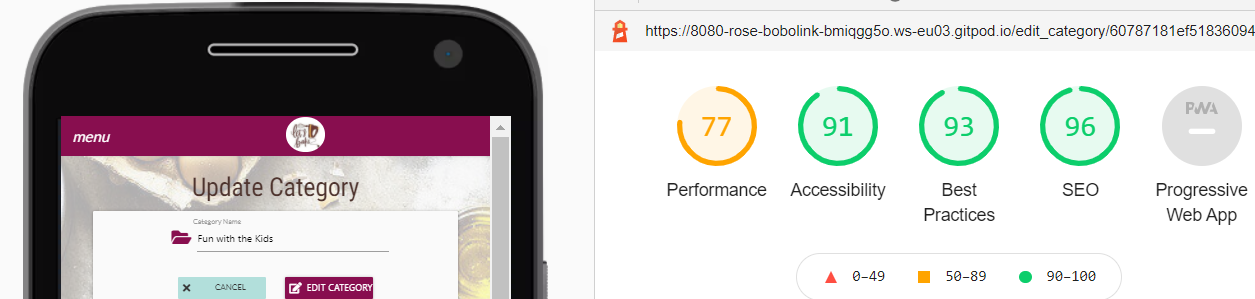 menu
Update Category
Category Name
Fun with the Kids
CANCEL
EDIT CATEGORY
https://8080-rose-bobolink-bmiqgg5o.ws-eu03.gitpod.io/edit_category/60787181ef51836094
77
91
93
96
PWA
Performance
Accessibility
Best
Practices
SEO
Progressive
Web App
0–49
50–89
90–100